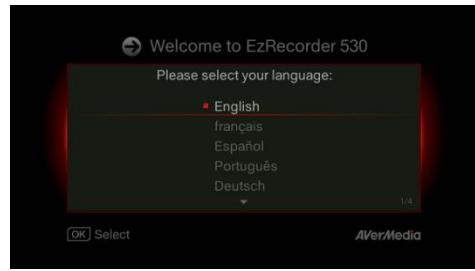 Welcome to EzRecorder 530
Please select your language:
English
français
Español
Português
Deutsch
1/4
OK Select
AVerMedia